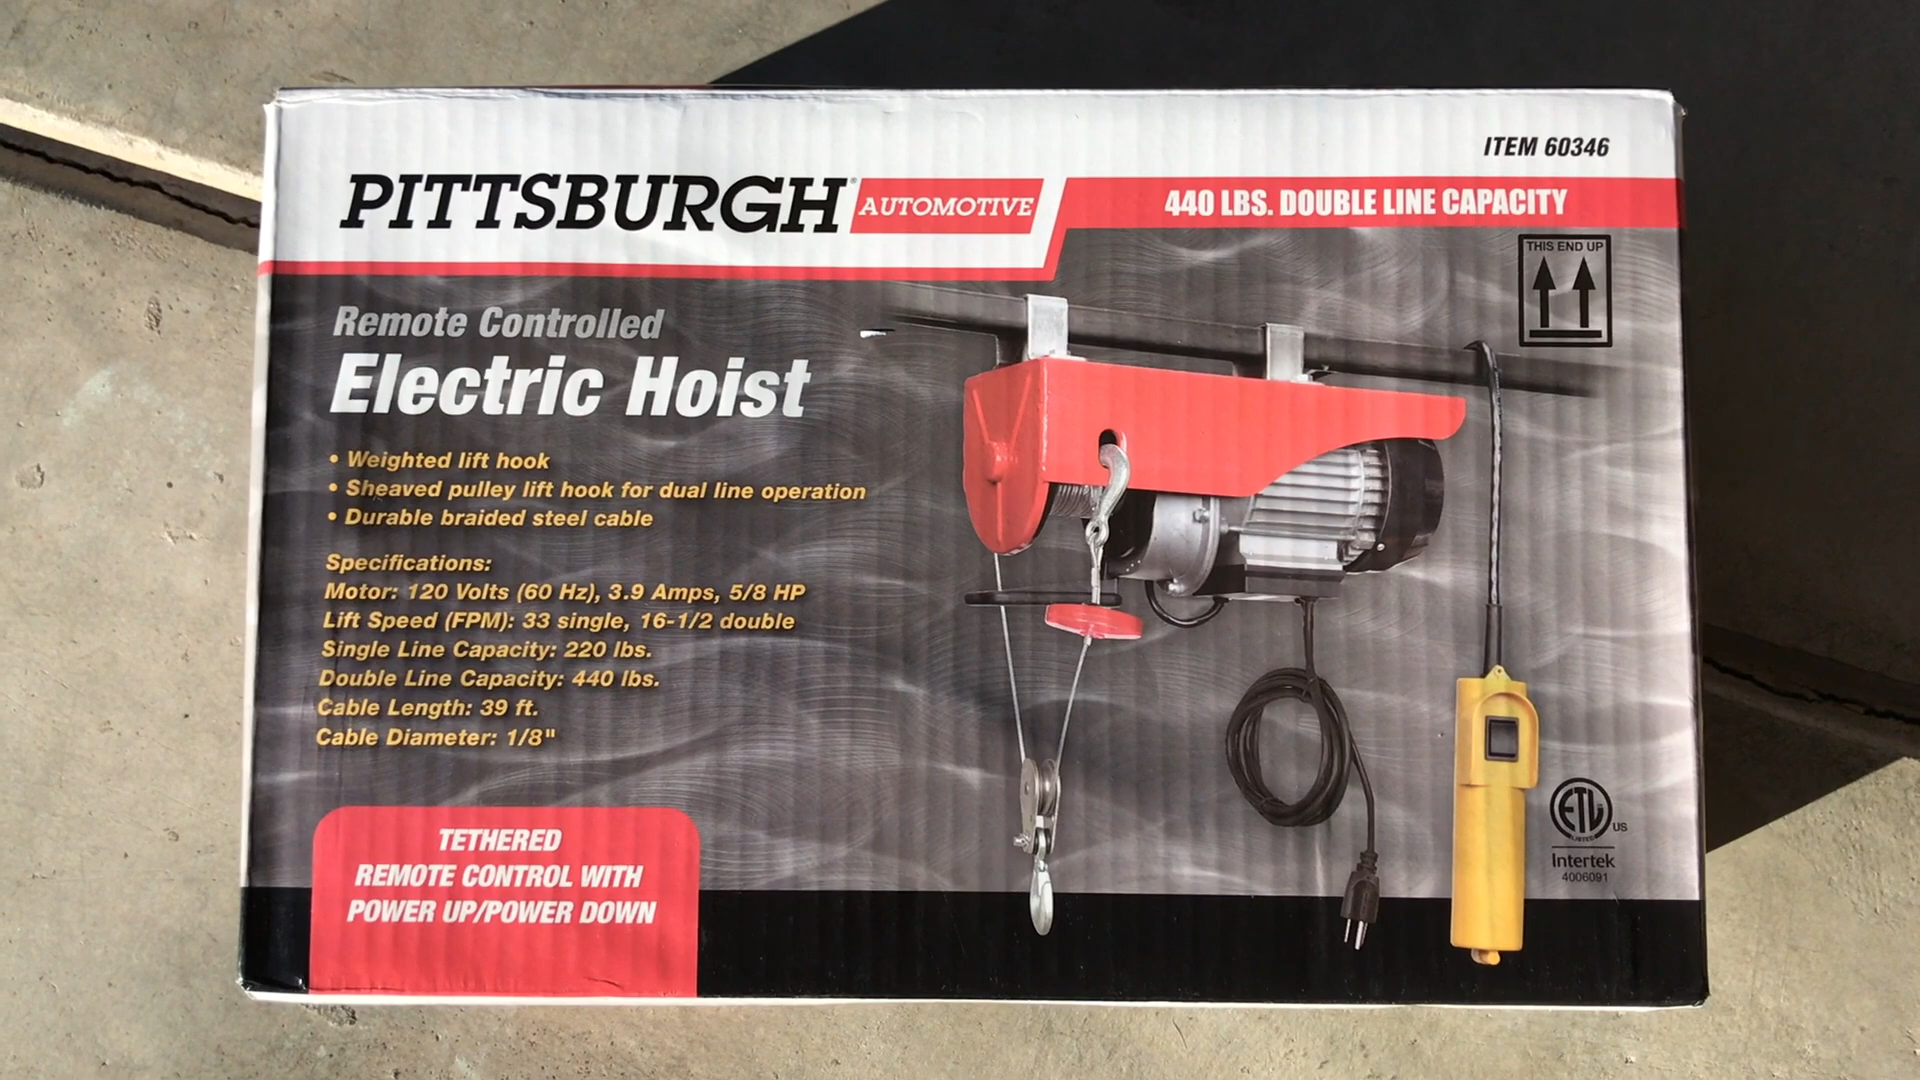 ITEM 60346
PITTSBURGH® AUTOMOTIVE
440 LBS. DOUBLE LINE CAPACITY
THIS END UP
Remote Controlled
Electric Hoist
• Weighted lift hook
• Sheaved pulley lift hook for dual line operation
• Durable braided steel cable
Specifications:
Motor: 120 Volts (60 Hz), 3.9 Amps, 5/8 HP
Lift Speed (FPM): 33 single, 16-1/2 double
Single Line Capacity: 220 lbs.
Double Line Capacity: 440 lbs.
Cable Length: 39 ft.
Cable Diameter: 1/8"
TETHERED
REMOTE CONTROL WITH
POWER UP/POWER DOWN
ETL
LISTED
US
Intertek
4006091